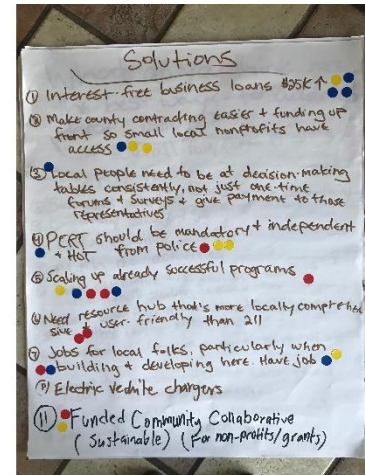 Solutions
① Interest-free business loans $25K ↑
② Make county contracting easier + funding up
front so small local nonprofits have
access
③ Local people need to be at decision-making
tables consistently, not just one-time
forums + surveys + give payment to those
representatives
④ PERT should be mandatory + independent
+ HOT from police
⑤ Scaling up already successful programs
⑥ Need resource hub that's more locally comprehen
sive + user-friendly than 211
⑦ Jobs for local folks, particularly when
building + developing here. Have job
Electric vehicle chargers
⑪ Funded Community Collaborative
(Sustainable) (For non-profits/grants)